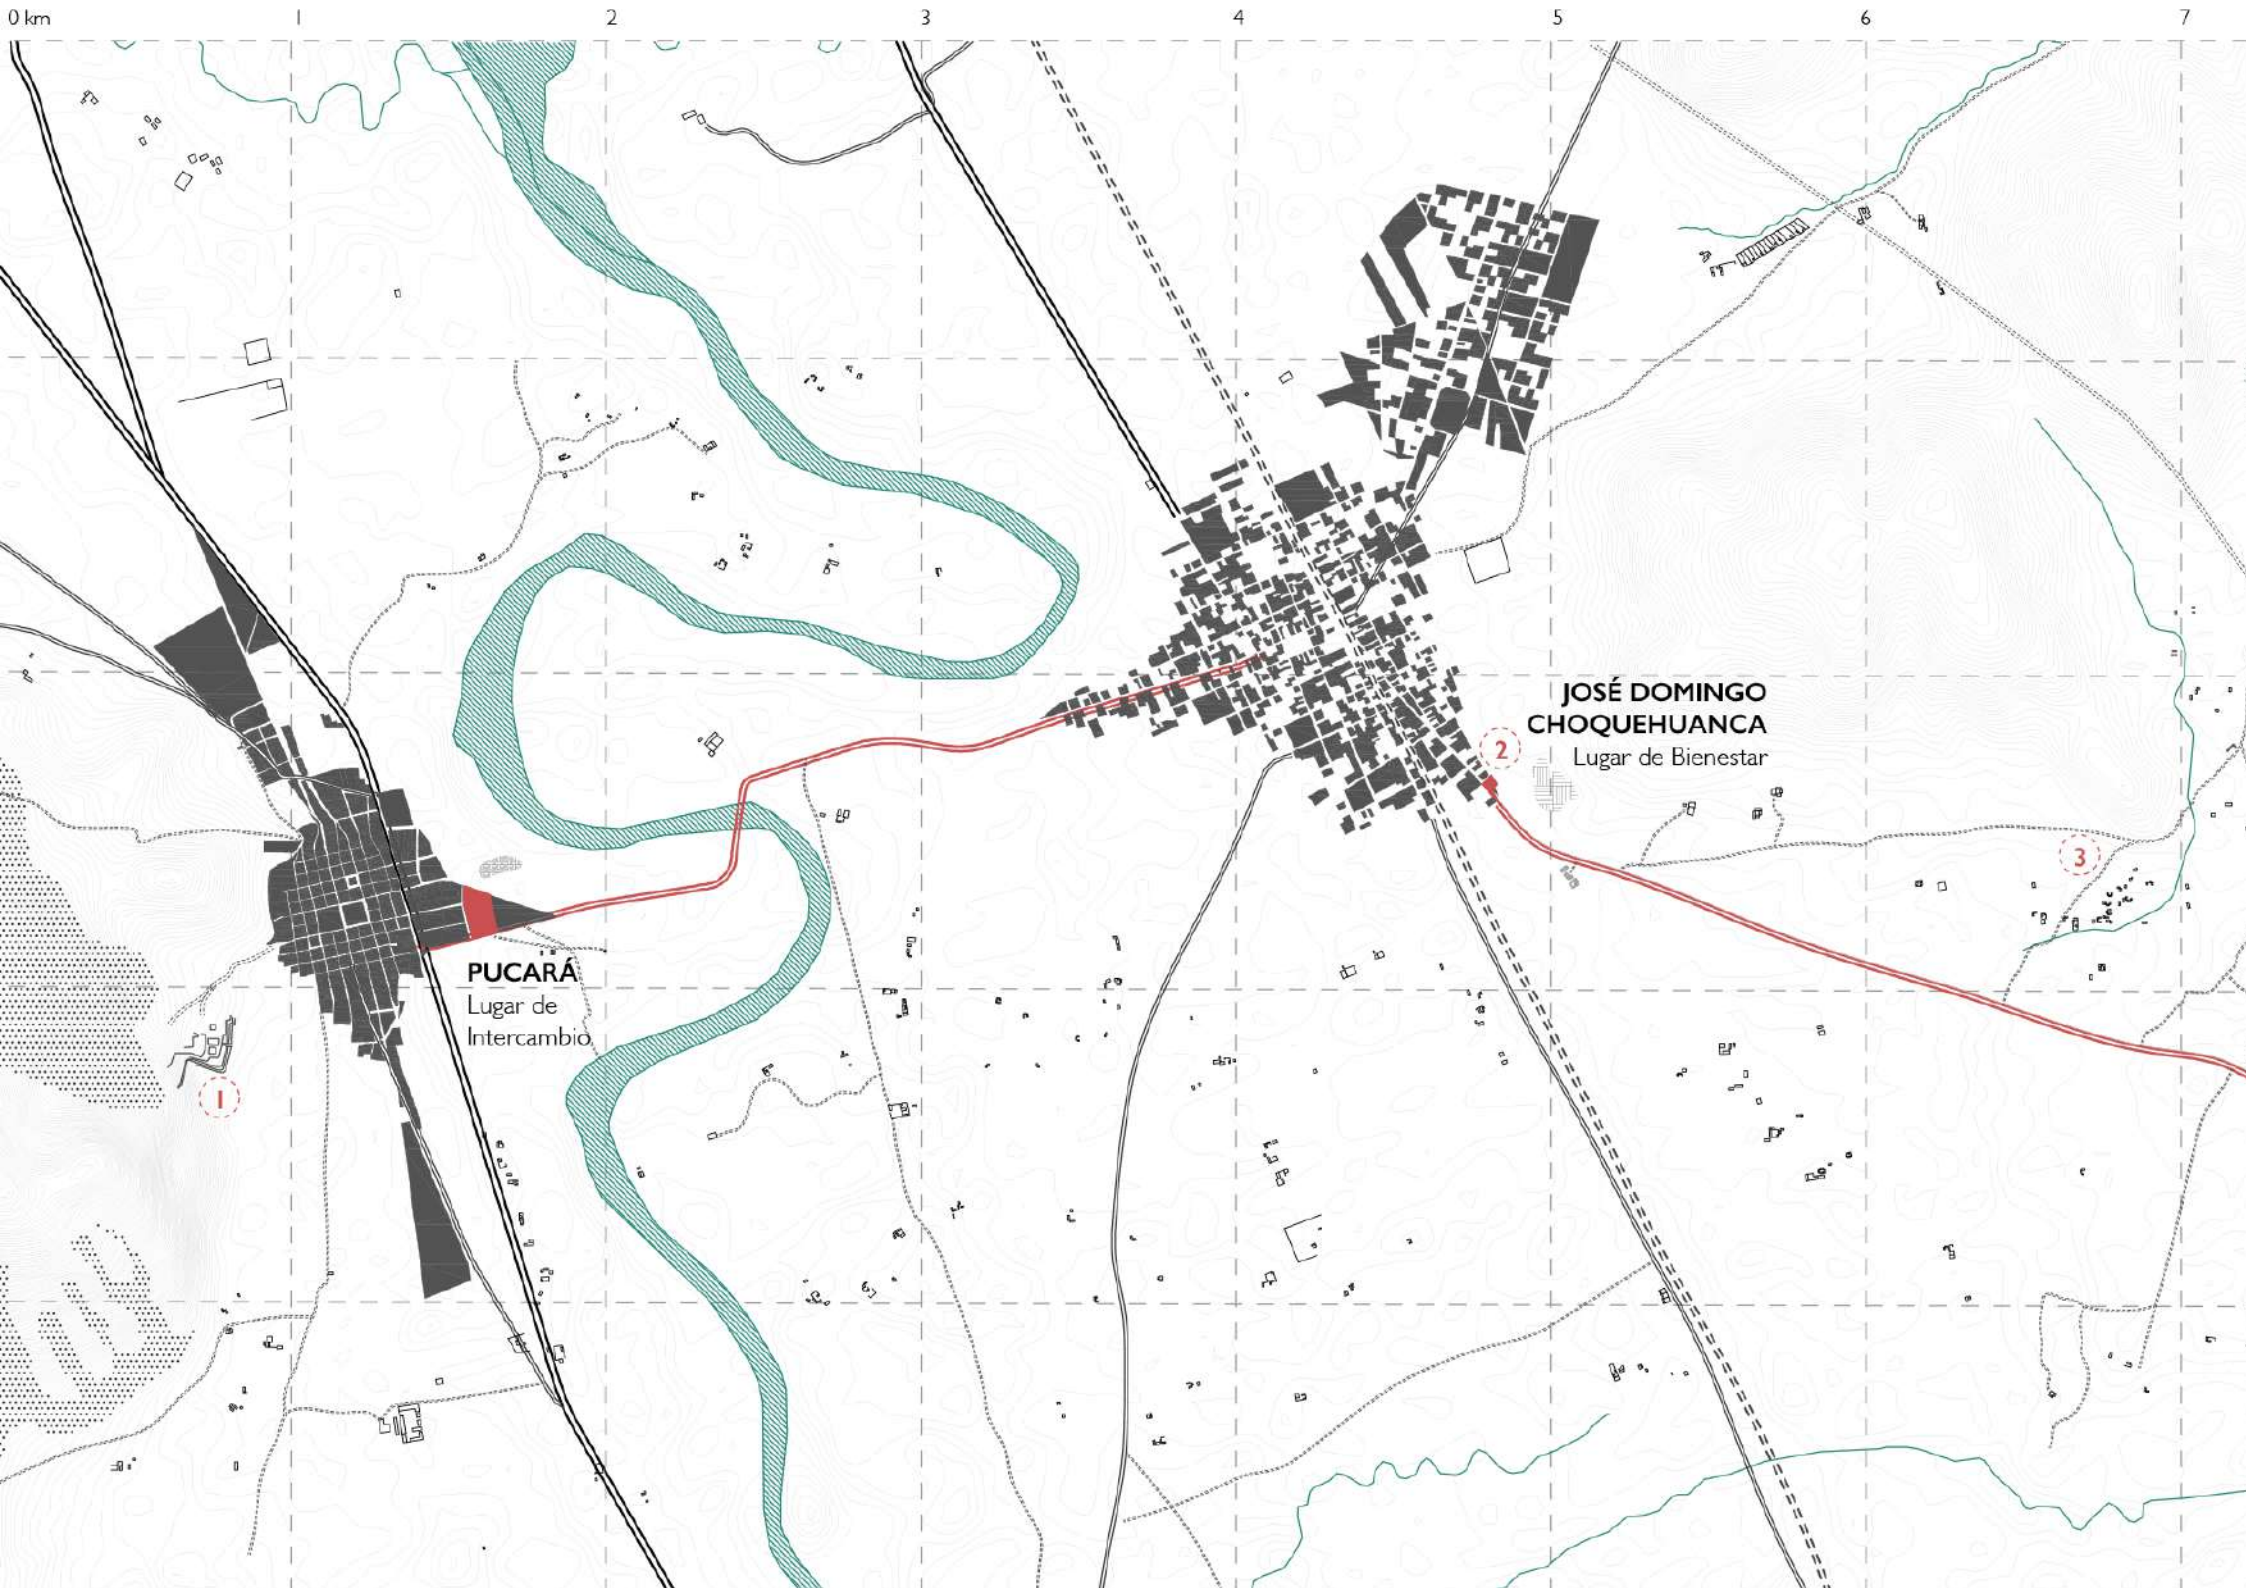 0 km 1 2 3 4 5 6 7
JOSÉ DOMINGO
CHOQUEHUANCA
Lugar de Bienestar
2
3
PUCARÁ
Lugar de
Intercambio
1